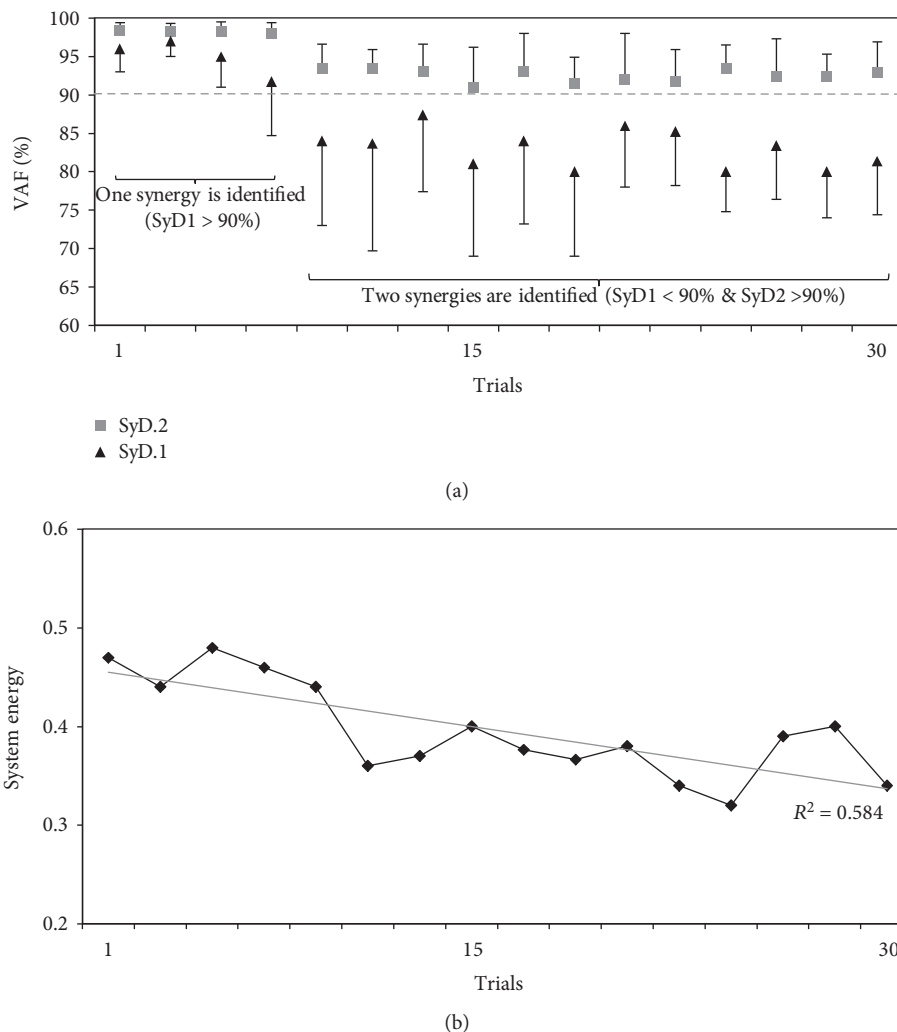 100
95
90
85
80
75
70
65
60
VAF (%)
One synergy is identified
(SyD1 > 90%)
Two synergies are identified (SyD1 < 90% & SyD2 >90%)
1
15
30
Trials
SyD.2
SyD.1
(a)
0.6
0.5
0.4
0.3
0.2
System energy
R² = 0.584
1
15
30
Trials
(b)